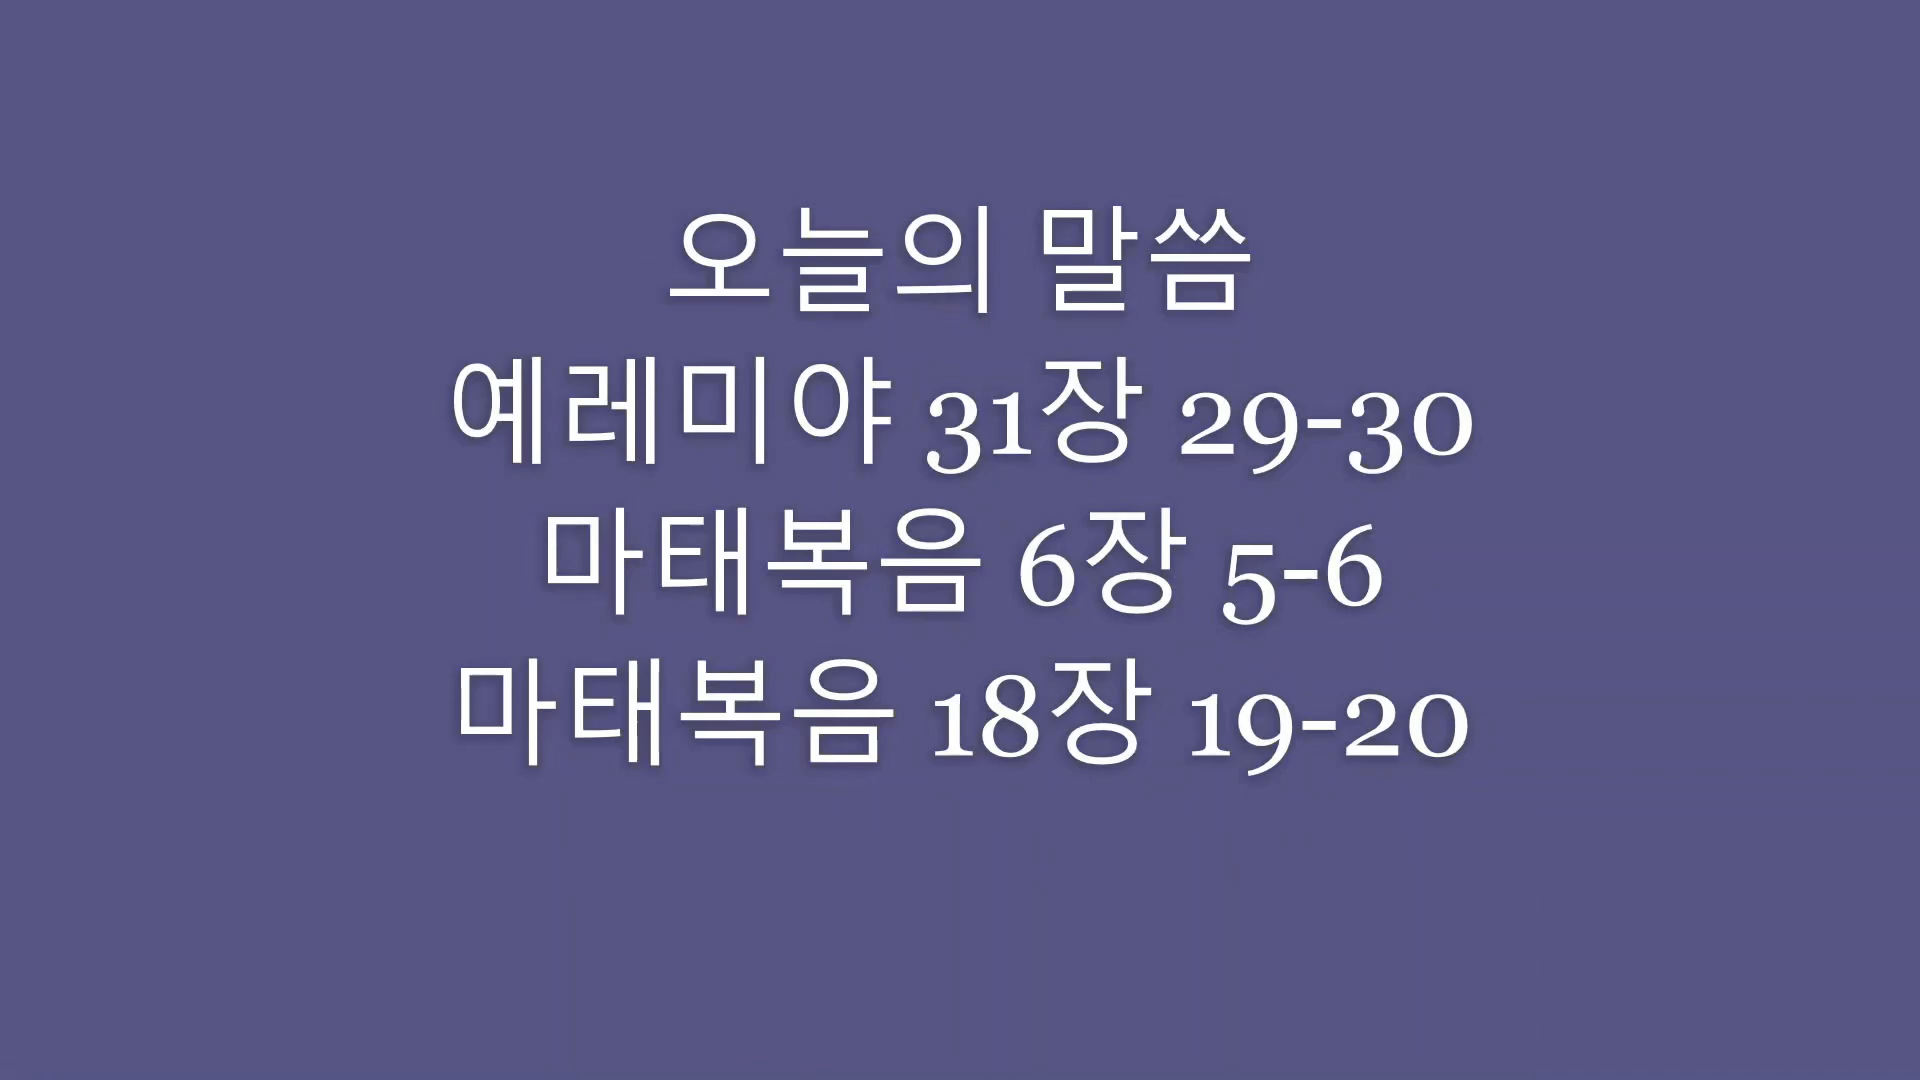 오늘의 말씀
예레미야 31장 29-30
마태복음 6장 5-6
마태복음 18장 19-20